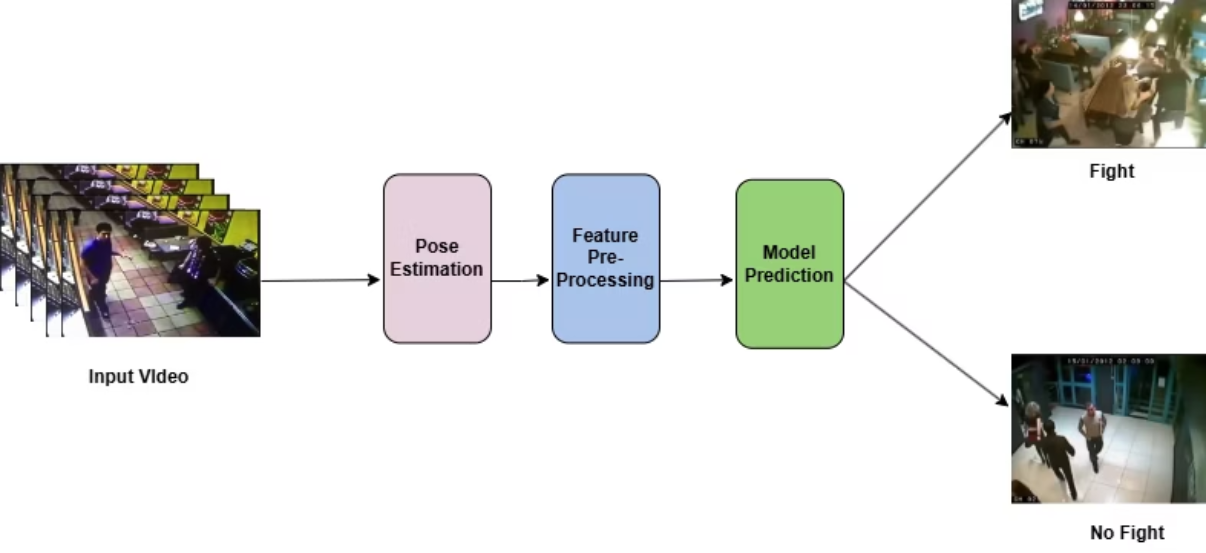 Fight
Pose
Estimation
Feature
Pre-
Processing
Model
Prediction
Input VIdeo
No Fight